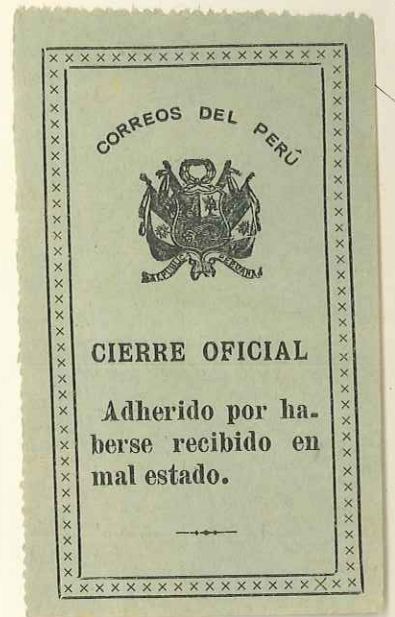 CORREOS DEL PERÚ
REPUBLICA PERUANA
CIERRE OFICIAL
Adherido por ha-
berse recibido en
mal estado.